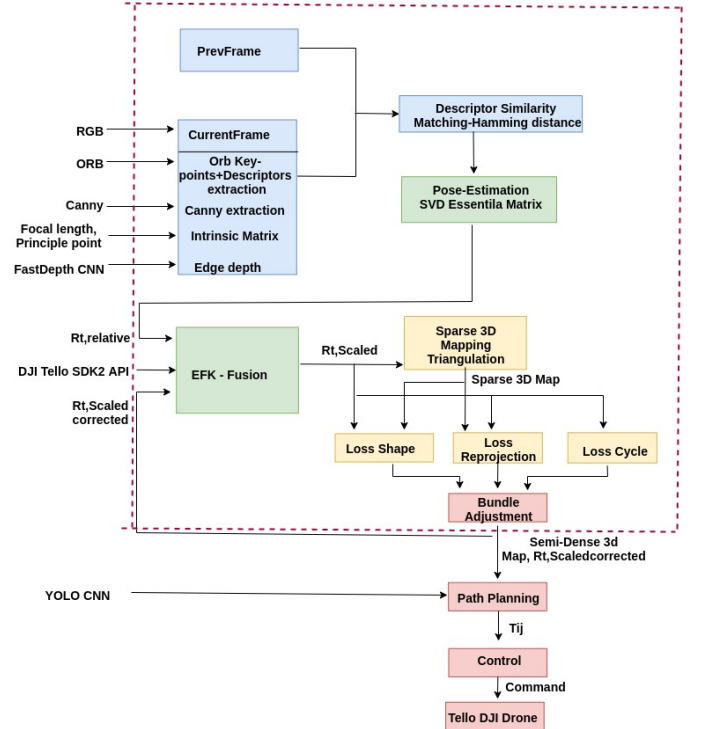 PrevFrame
RGB
CurrentFrame
Descriptor Similarity
Matching-Hamming distance
ORB
Orb Key-
points+Descriptors
extraction
Canny
Canny extraction
Pose-Estimation
SVD Essentila Matrix
Focal length,
Principle point
Intrinsic Matrix
FastDepth CNN
Edge depth
Rt,relative
DJI Tello SDK2 API
Rt,Scaled
corrected
EFK - Fusion
Rt,Scaled
Sparse 3D
Mapping
Triangulation
Sparse 3D Map
Loss Shape
Loss
Reprojection
Loss Cycle
Bundle
Adjustment
Semi-Dense 3d
Map, Rt,Scaledcorrected
YOLO CNN
Path Planning
Tij
Control
Command
Tello DJI Drone